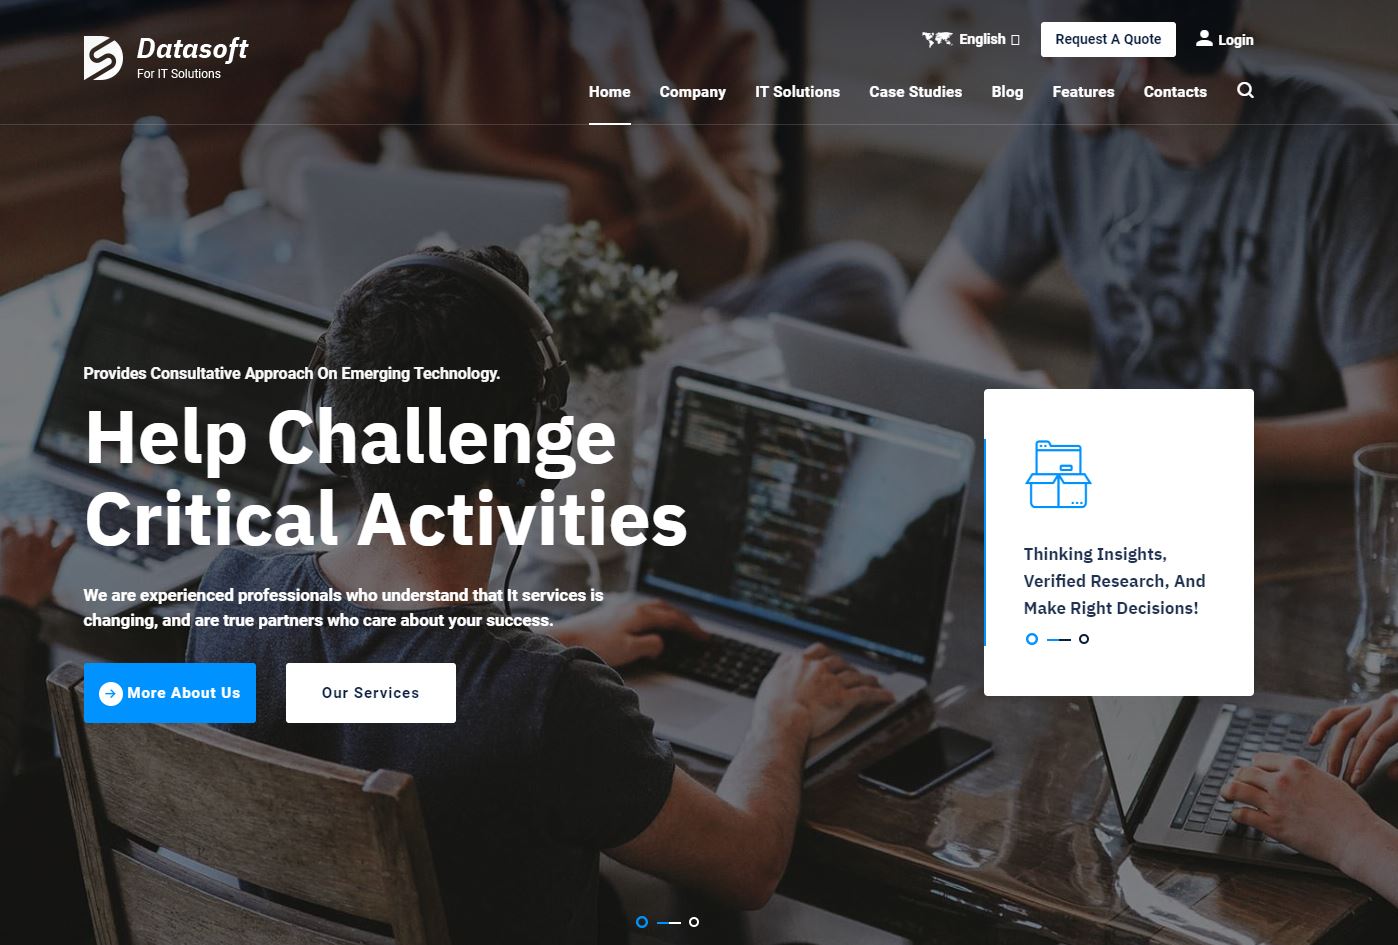 Datasoft
For IT Solutions
English
Request A Quote
Login
Home Company IT Solutions Case Studies Blog Features Contacts
Provides Consultative Approach On Emerging Technology.
Help Challenge
Critical Activities
We are experienced professionals who understand that It services is
changing, and are true partners who care about your success.
More About Us
Our Services
Thinking Insights,
Verified Research, And
Make Right Decisions!